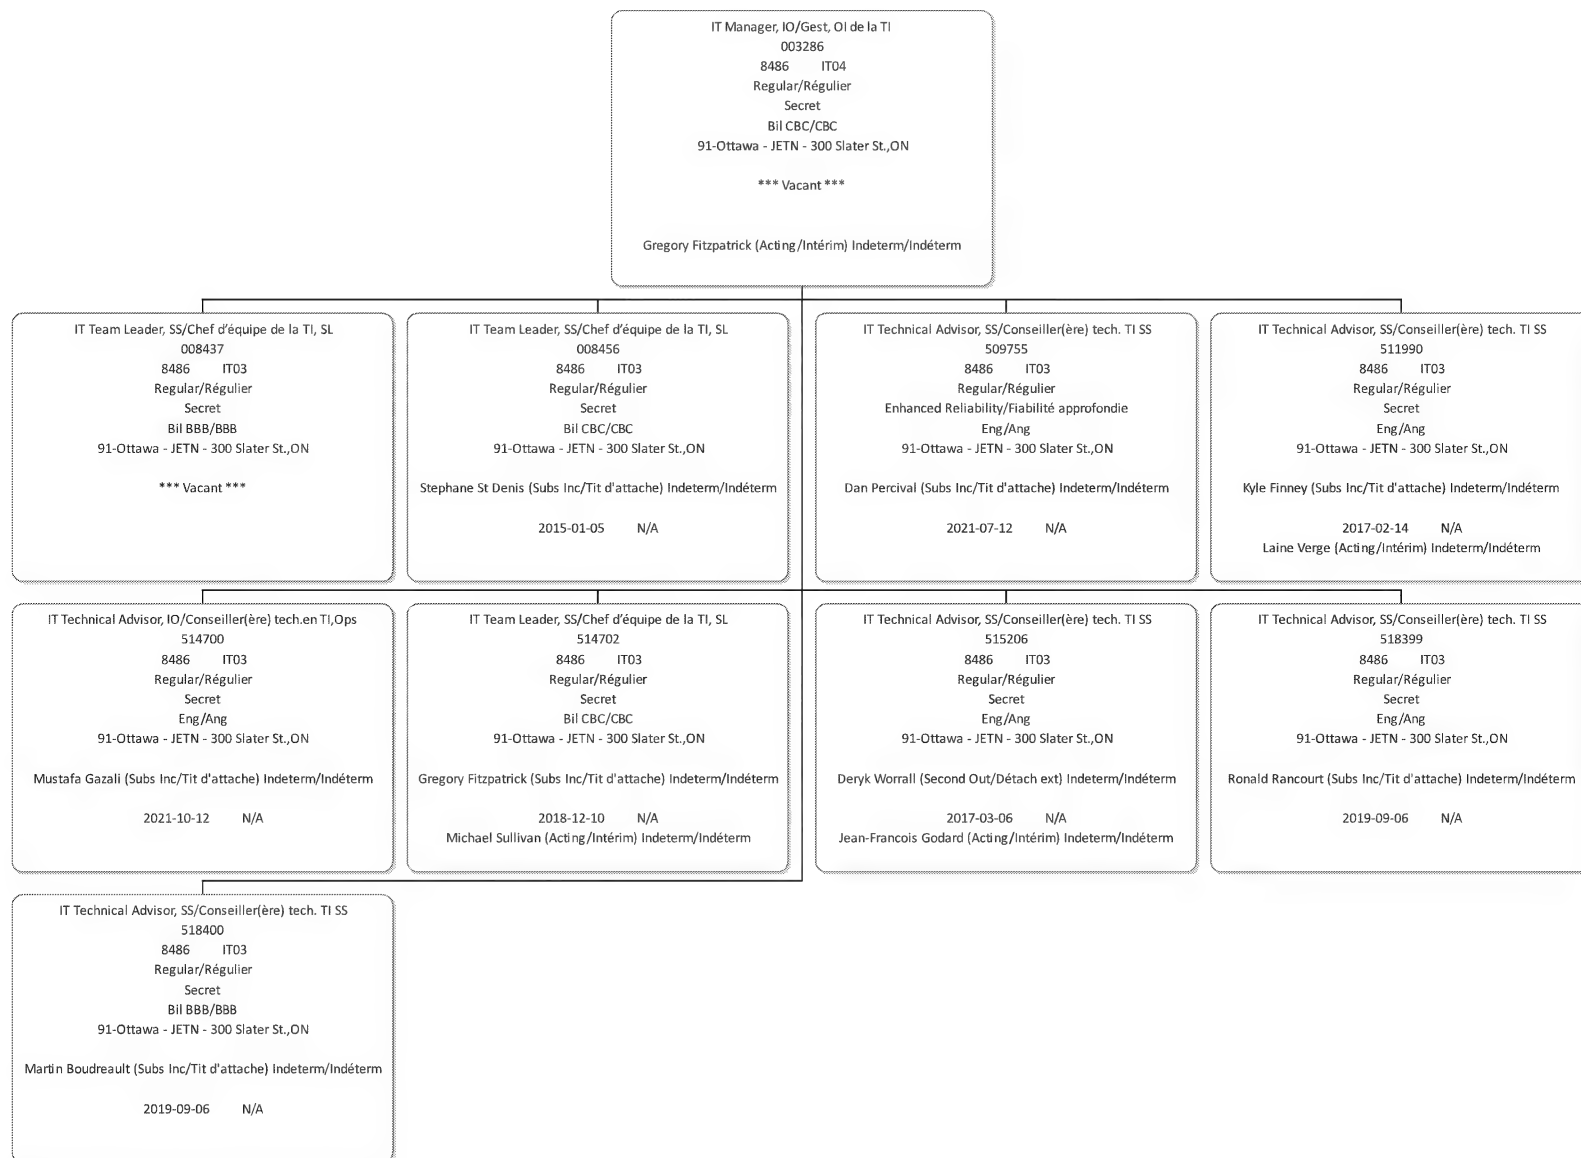 IT Manager, IO/Gest, OI de la TI
003286
8486 IT04
Regular/Régulier
Secret
Bil CBC/CBC
91-Ottawa - JETN - 300 Slater St.,ON
*** Vacant ***
Gregory Fitzpatrick (Acting/Intérim) Indeterm/Indéterm
IT Team Leader, SS/Chef d'équipe de la TI, SL
008437
8486 IT03
Regular/Régulier
Secret
Bil BBB/BBB
91-Ottawa - JETN - 300 Slater St.,ON
*** Vacant ***
IT Team Leader, SS/Chef d'équipe de la TI, SL
008456
8486 IT03
Regular/Régulier
Secret
Bil CBC/CBC
91-Ottawa - JETN - 300 Slater St.,ON
Stephane St Denis (Subs Inc/Tit d'attache) Indeterm/Indéterm
2015-01-05 N/A
IT Technical Advisor, SS/Conseiller(ère) tech. TI SS
509755
8486 IT03
Regular/Régulier
Enhanced Reliability/Fiabilité approfondie
Eng/Ang
91-Ottawa - JETN - 300 Slater St.,ON
Dan Percival (Subs Inc/Tit d'attache) Indeterm/Indéterm
2021-07-12 N/A
IT Technical Advisor, SS/Conseiller(ère) tech. TI SS
511990
8486 IT03
Regular/Régulier
Secret
Eng/Ang
91-Ottawa - JETN - 300 Slater St.,ON
Kyle Finney (Subs Inc/Tit d'attache) Indeterm/Indéterm
2017-02-14 N/A
Laine Verge (Acting/Intérim) Indeterm/Indéterm
IT Technical Advisor, IO/Conseiller(ère) tech.en TI,Ops
514700
8486 IT03
Regular/Régulier
Secret
Eng/Ang
91-Ottawa - JETN - 300 Slater St.,ON
Mustafa Gazali (Subs Inc/Tit d'attache) Indeterm/Indéterm
2021-10-12 N/A
IT Team Leader, SS/Chef d'équipe de la TI, SL
514702
8486 IT03
Regular/Régulier
Secret
Bil CBC/CBC
91-Ottawa - JETN - 300 Slater St.,ON
Gregory Fitzpatrick (Subs Inc/Tit d'attache) Indeterm/Indéterm
2018-12-10 N/A
Michael Sullivan (Acting/Intérim) Indeterm/Indéterm
IT Technical Advisor, SS/Conseiller(ère) tech. TI SS
515206
8486 IT03
Regular/Régulier
Secret
Eng/Ang
91-Ottawa - JETN - 300 Slater St.,ON
Deryk Worrall (Second Out/Détach ext) Indeterm/Indéterm
2017-03-06 N/A
Jean-Francois Godard (Acting/Intérim) Indeterm/Indéterm
IT Technical Advisor, SS/Conseiller(ère) tech. TI SS
518399
8486 IT03
Regular/Régulier
Secret
Eng/Ang
91-Ottawa - JETN - 300 Slater St.,ON
Ronald Rancourt (Subs Inc/Tit d'attache) Indeterm/Indéterm
2019-09-06 N/A
IT Technical Advisor, SS/Conseiller(ère) tech. TI SS
518400
8486 IT03
Regular/Régulier
Secret
Bil BBB/BBB
91-Ottawa - JETN - 300 Slater St.,ON
Martin Boudreault (Subs Inc/Tit d'attache) Indeterm/Indéterm
2019-09-06 N/A